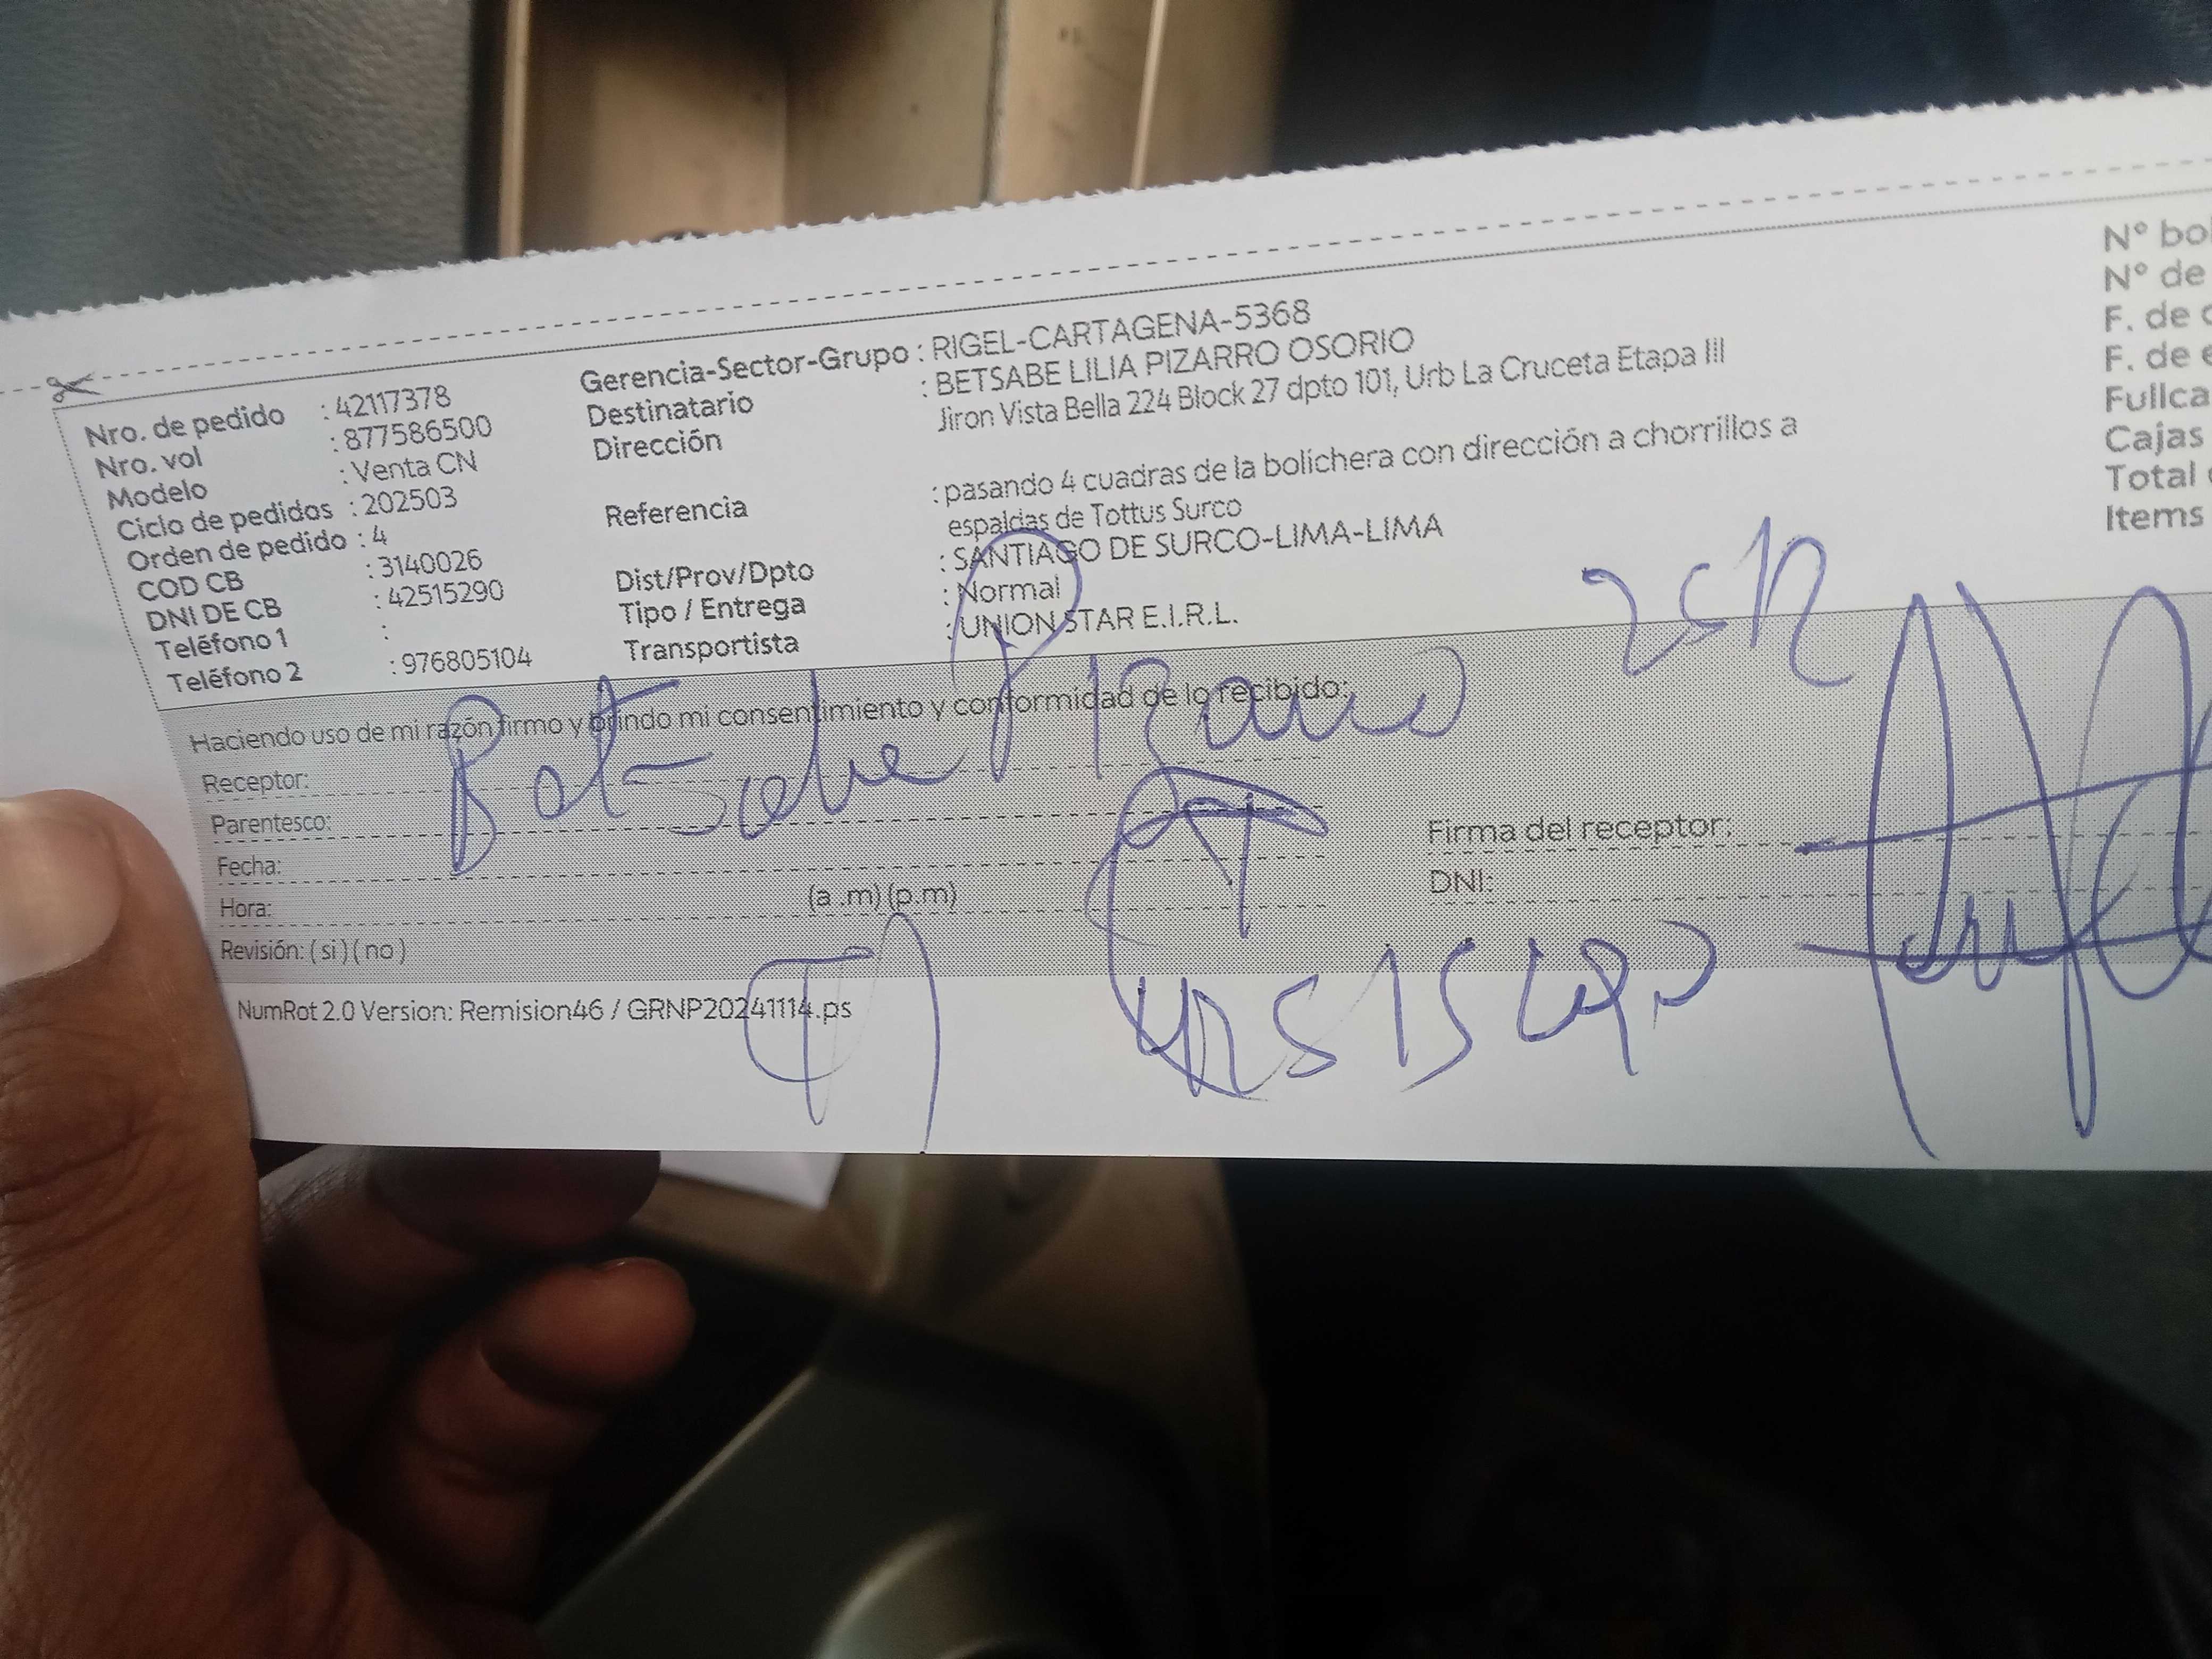 Nro. de pedido : 42117378
Nro. vol : 877586500
Modelo : Venta CN
Ciclo de pedidos : 202503
Orden de pedido : 4
COD CB : 3140026
DNI DE CB : 42515290
Teléfono 1 :
Teléfono 2 : 976805104
Gerencia-Sector-Grupo : RIGEL-CARTAGENA-5368
Destinatario : BETSABE LILIA PIZARRO OSORIO
Dirección Jiron Vista Bella 224 Block 27 dpto 101, Urb La Cruceta Etapa III
Referencia : pasando 4 cuadras de la bolichera con dirección a chorrillos a
espaldas de Tottus Surco
Dist/Prov/Dpto : SANTIAGO DE SURCO-LIMA-LIMA
Tipo / Entrega : Normal
Transportista : UNION STAR E.I.R.L.
N° bol
N° de
F. de
F. de e
Fullca
Cajas
Total
Items
Haciendo uso de mi razón firmo y brindo mi consentimiento y conformidad de lo recibido:
Receptor: Betsabe Pizarro
Parentesco:
Fecha:
Hora: (a .m) (p.m)
Revisión: ( si ) ( no )
Firma del receptor:
DNI:
NumRot 2.0 Version: Remision46 / GRNP20241114.ps